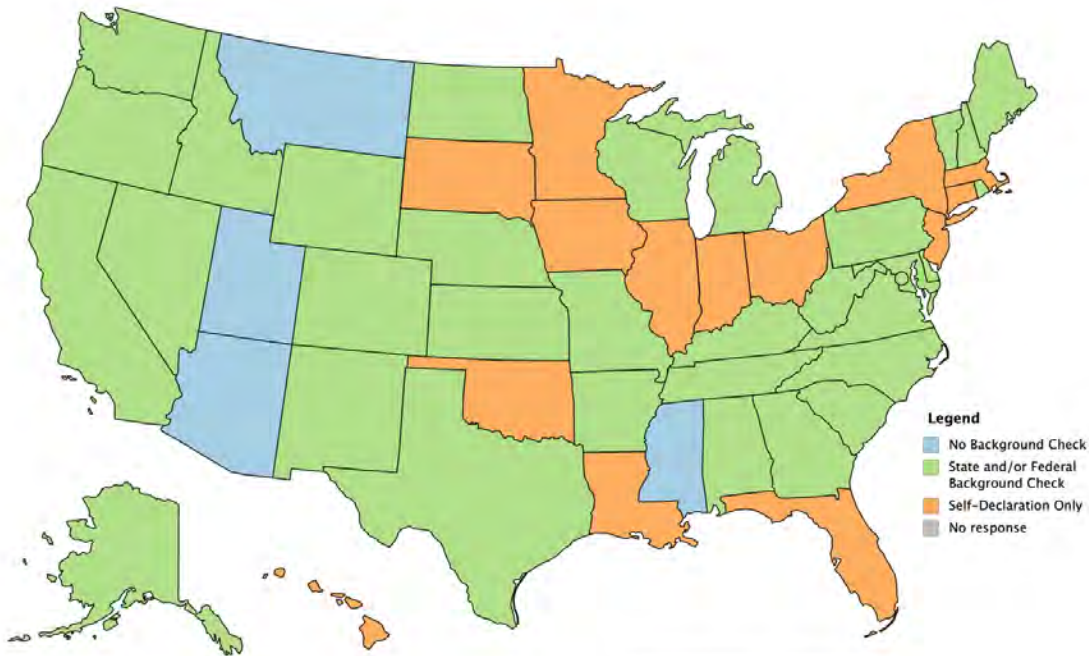 Legend
No Background Check
State and/or Federal
Background Check
Self-Declaration Only
No response